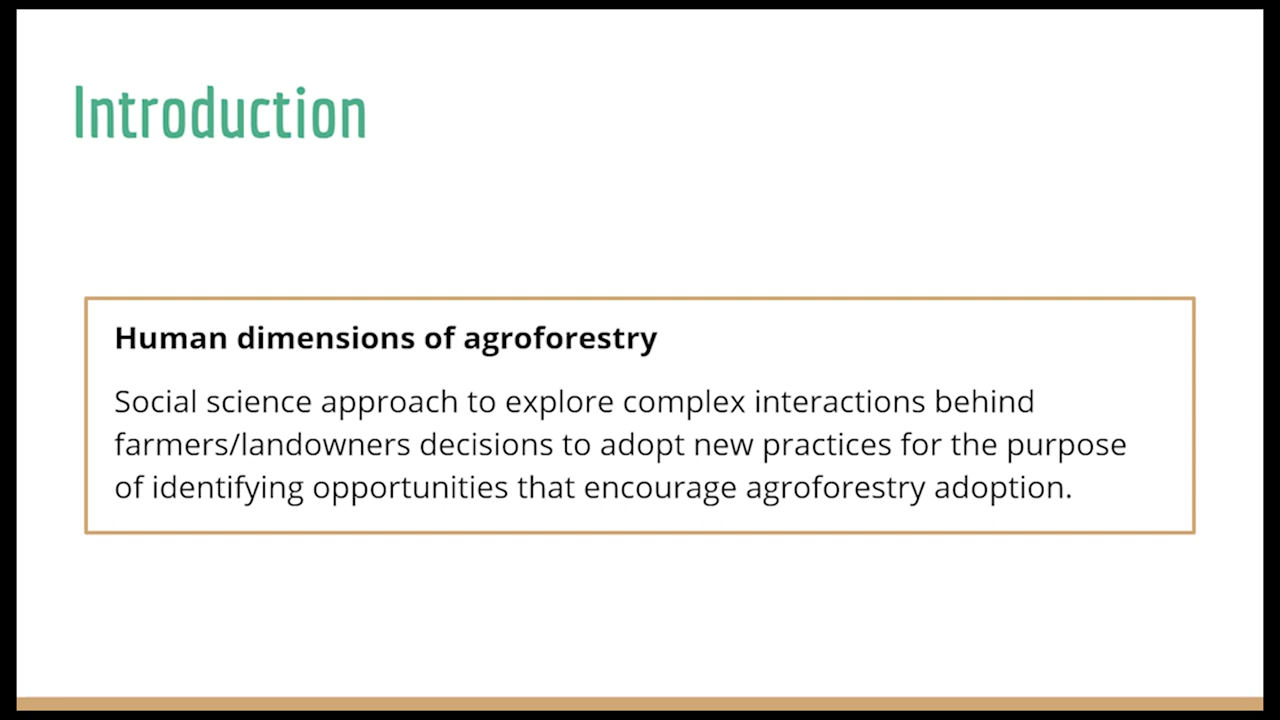 Introduction
Human dimensions of agroforestry
Social science approach to explore complex interactions behind
farmers/landowners decisions to adopt new practices for the purpose
of identifying opportunities that encourage agroforestry adoption.